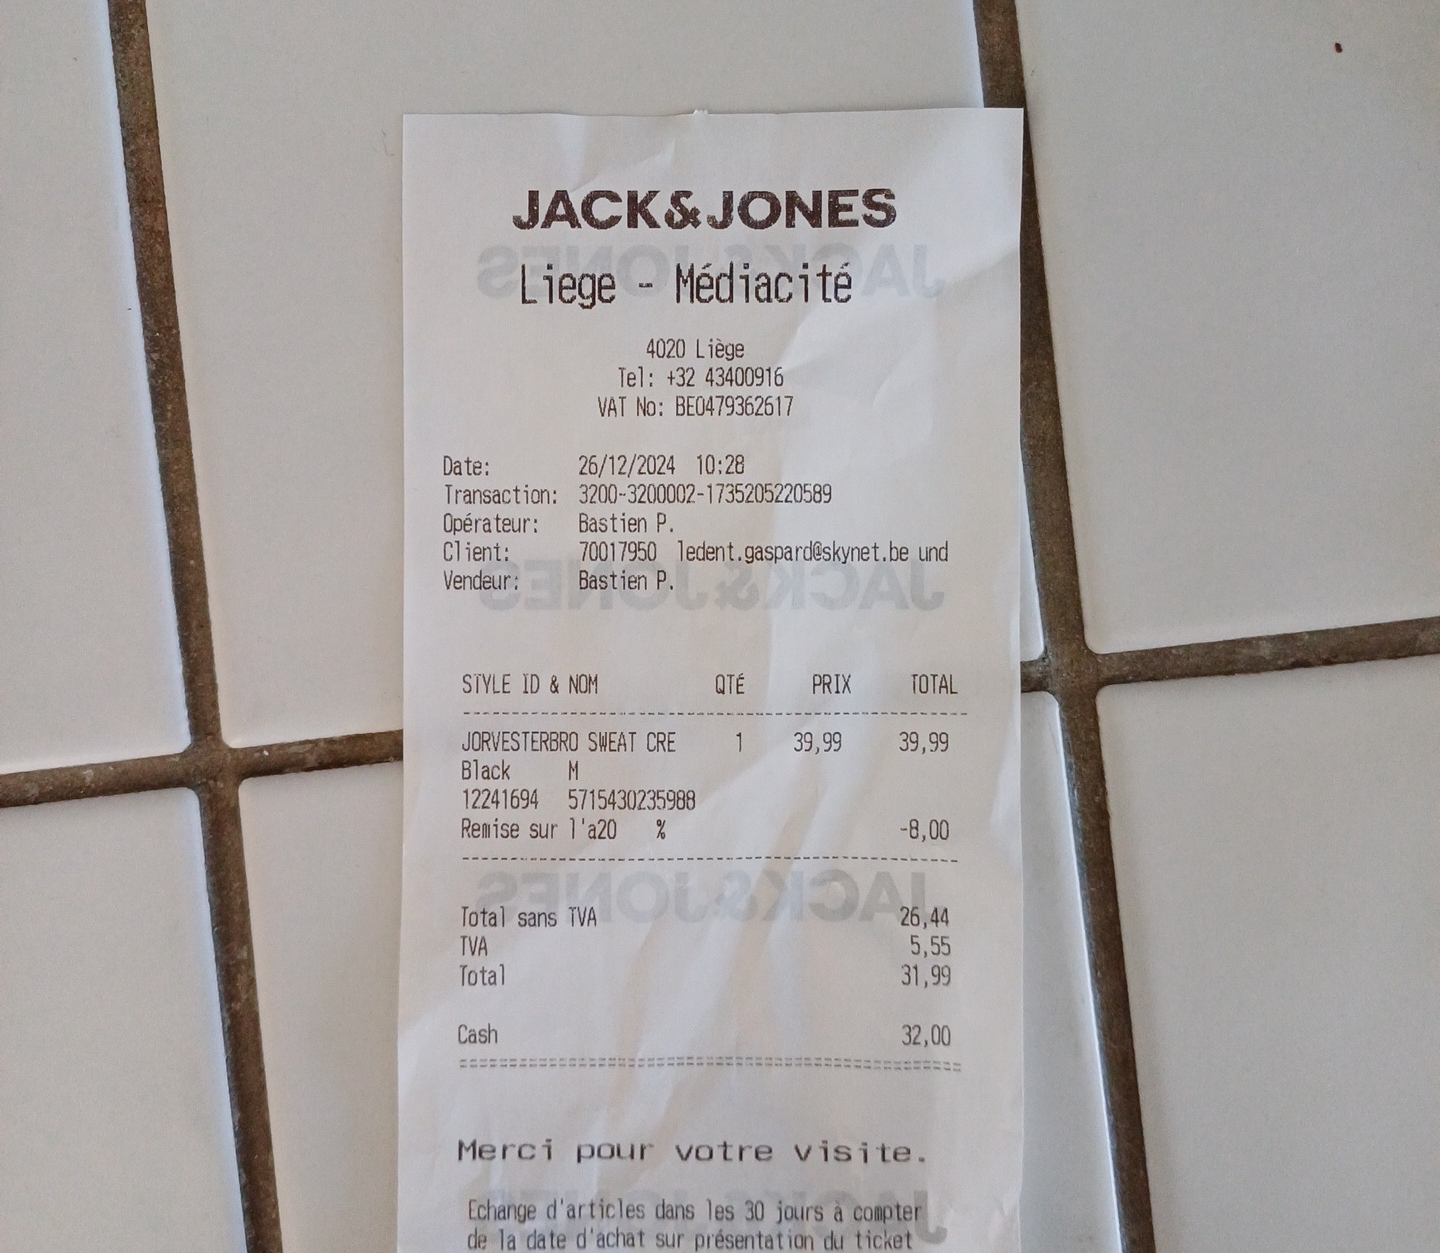 JACK&JONES
Liege - Médiacité
4020 Liège
Tel: +32 43400916
VAT No: BE0479362617
Date: 26/12/2024 10:28
Transaction: 3200-3200002-1735205220589
Opérateur: Bastien P.
Client: 70017950 ledent.gaspard@skynet.be und
Vendeur: Bastien P.
STYLE ID & NOM QTÉ PRIX TOTAL
JORVESTERBRO SWEAT CRE 1 39,99 39,99
Black M
12241694 5715430235988
Remise sur l'a20 % -8,00
Total sans TVA 26,44
TVA 5,55
Total 31,99
Cash 32,00
Merci pour votre visite.
Echange d'articles dans les 30 jours à compter
de la date d'achat sur présentation du ticket